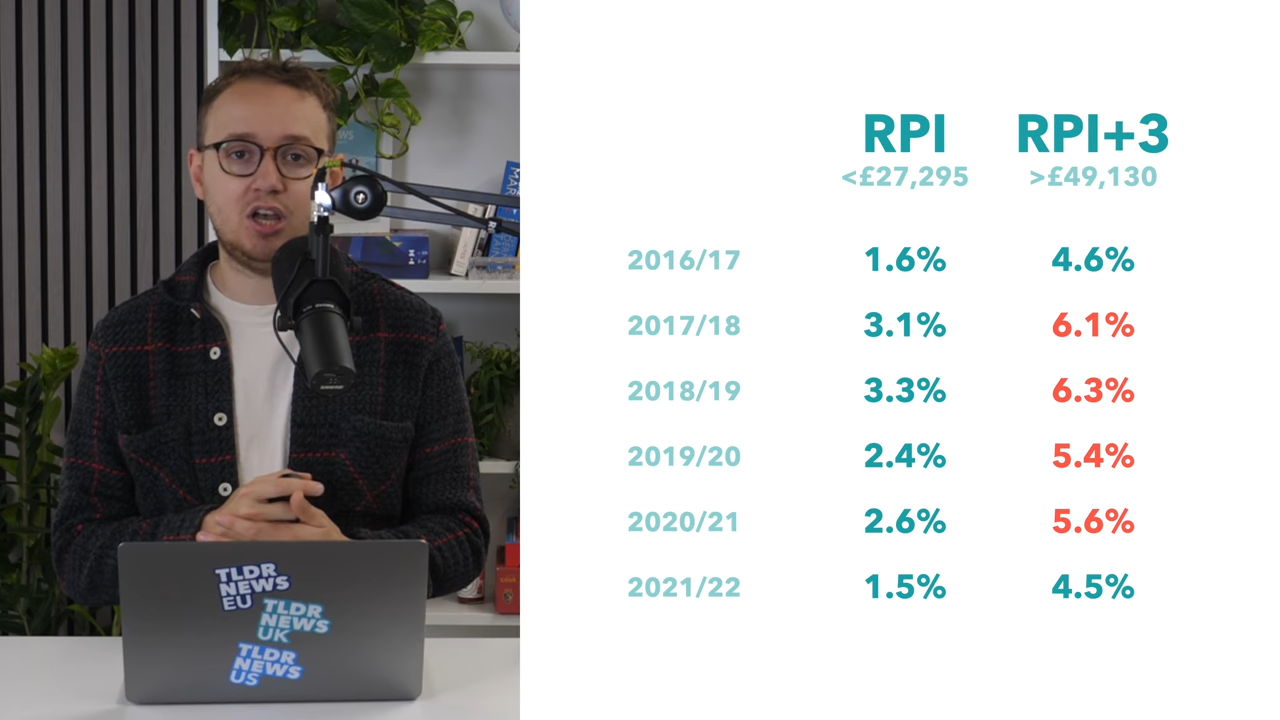 RPI RPI+3
<£27,295 >£49,130
2016/17 1.6% 4.6%
2017/18 3.1% 6.1%
2018/19 3.3% 6.3%
2019/20 2.4% 5.4%
2020/21 2.6% 5.6%
2021/22 1.5% 4.5%
TLDR
NEWS
EU
TLDR
NEWS
UK
TLDR
NEWS
US